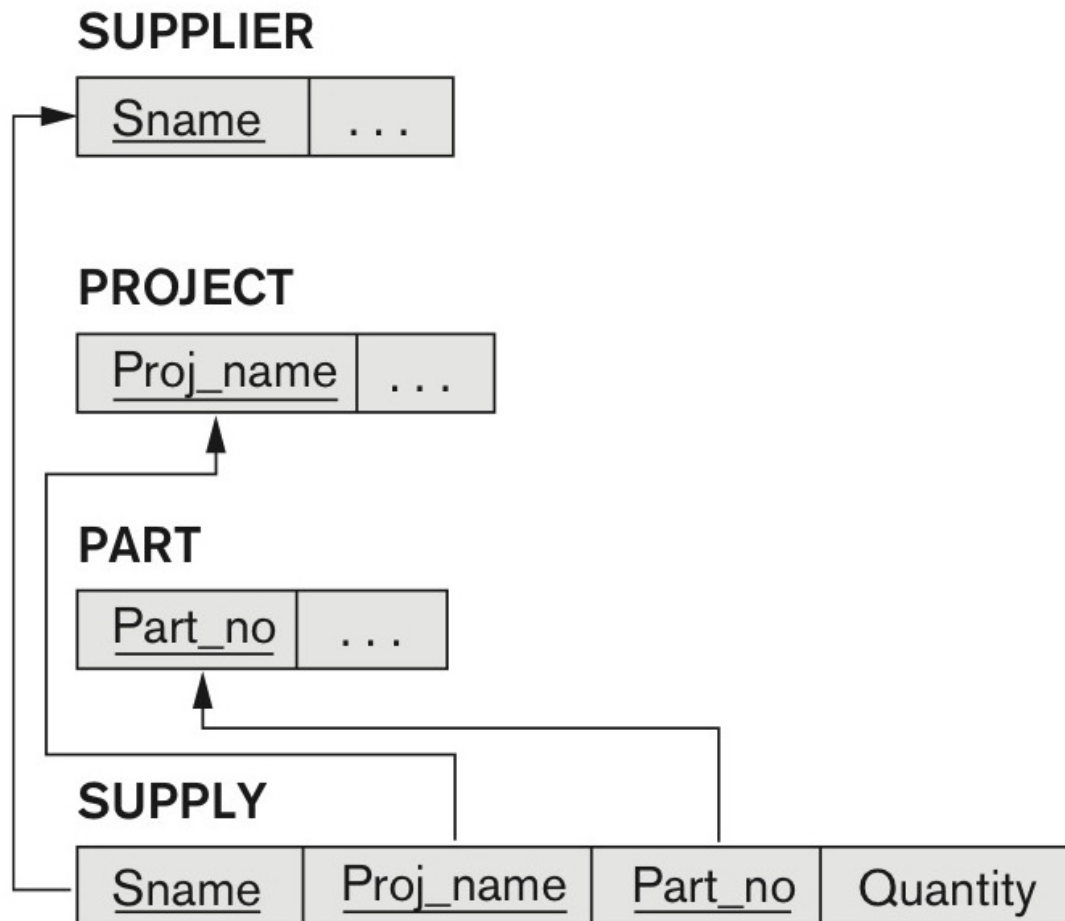 SUPPLIER
Sname ...
PROJECT
Proj_name ...
PART
Part_no ...
SUPPLY
Sname Proj_name Part_no Quantity